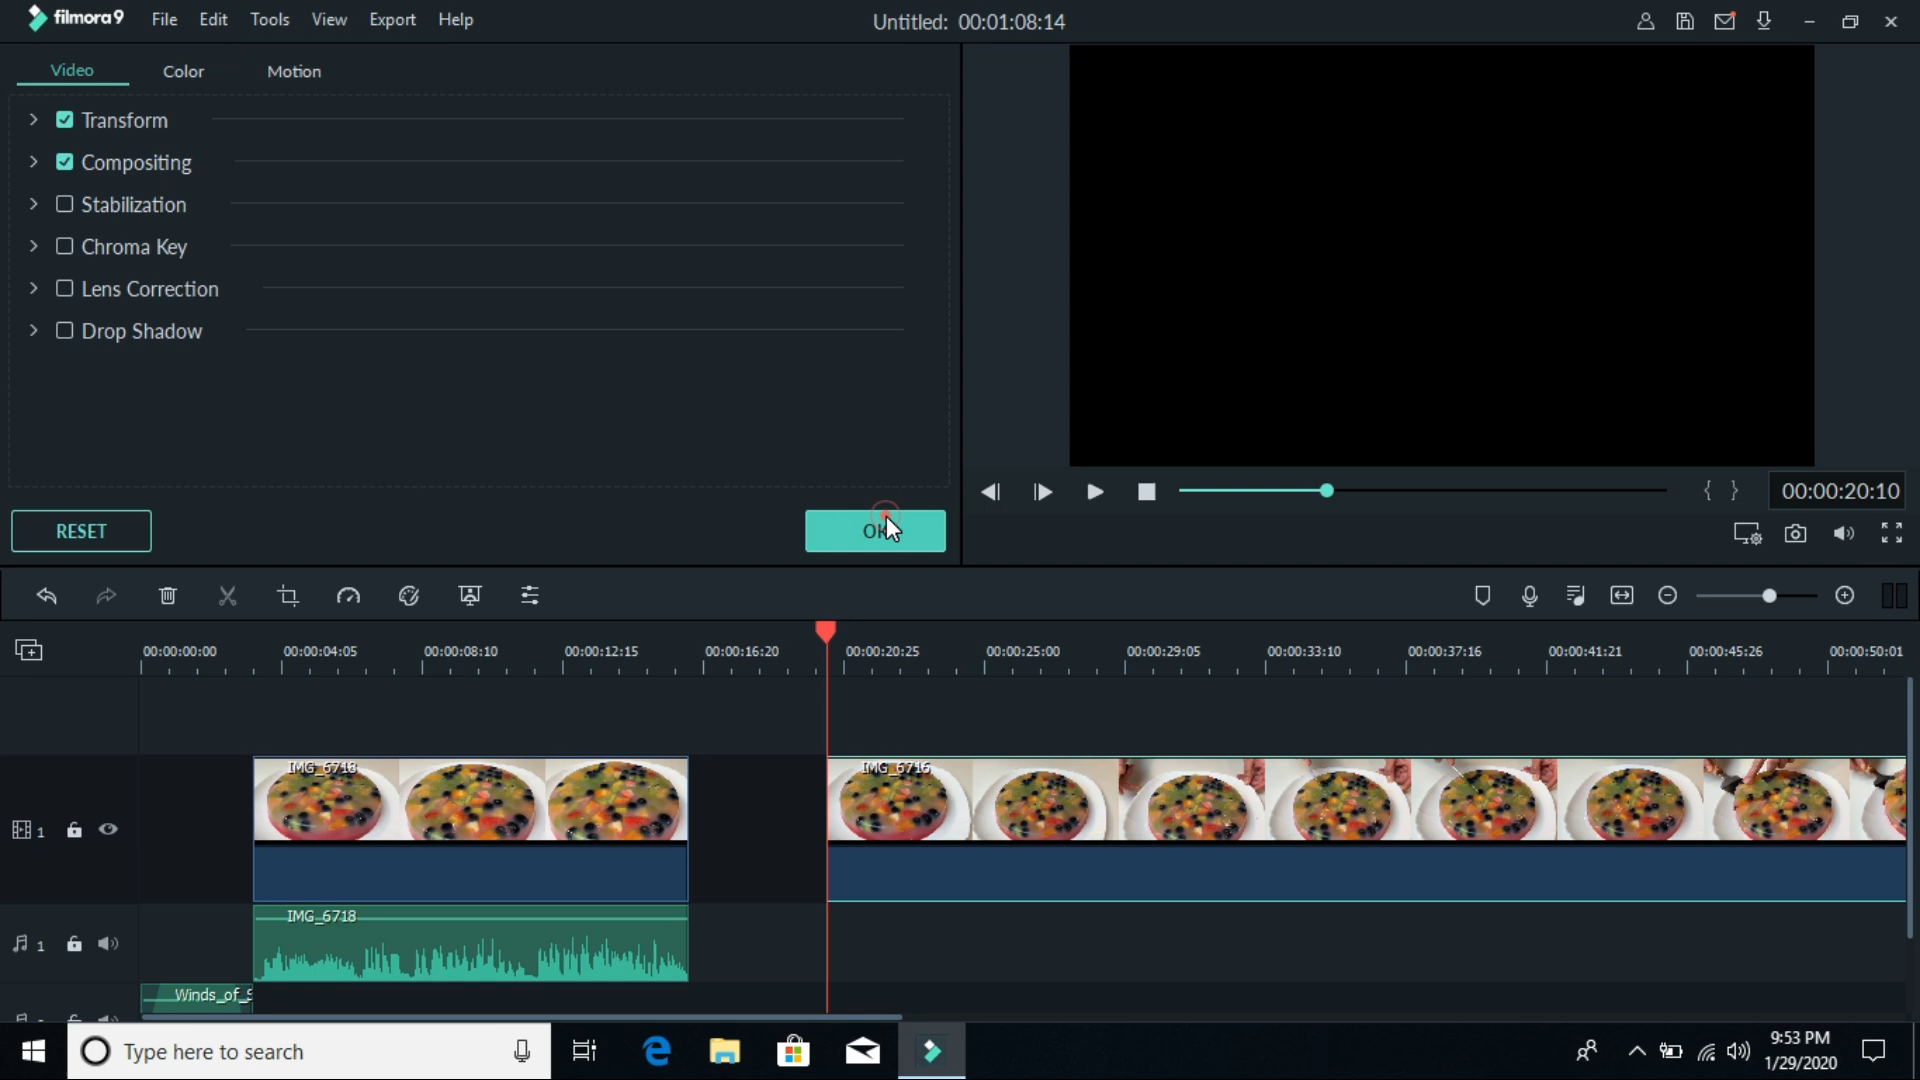 filmora9 File Edit Tools View Export Help Untitled: 00:01:08:14
Video Color Motion
Transform
Compositing
Stabilization
Chroma Key
Lens Correction
Drop Shadow
RESET
OK
00:00:20:10
00:00:00:00 00:00:04:05 00:00:08:10 00:00:12:15 00:00:16:20 00:00:20:25 00:00:25:00 00:00:29:05 00:00:33:10 00:00:37:16 00:00:41:21 00:00:45:26 00:00:50:01
IMG_6718 IMG_6716
1
IMG_6718
1
Winds_of_S
Type here to search
9:53 PM
1/29/2020